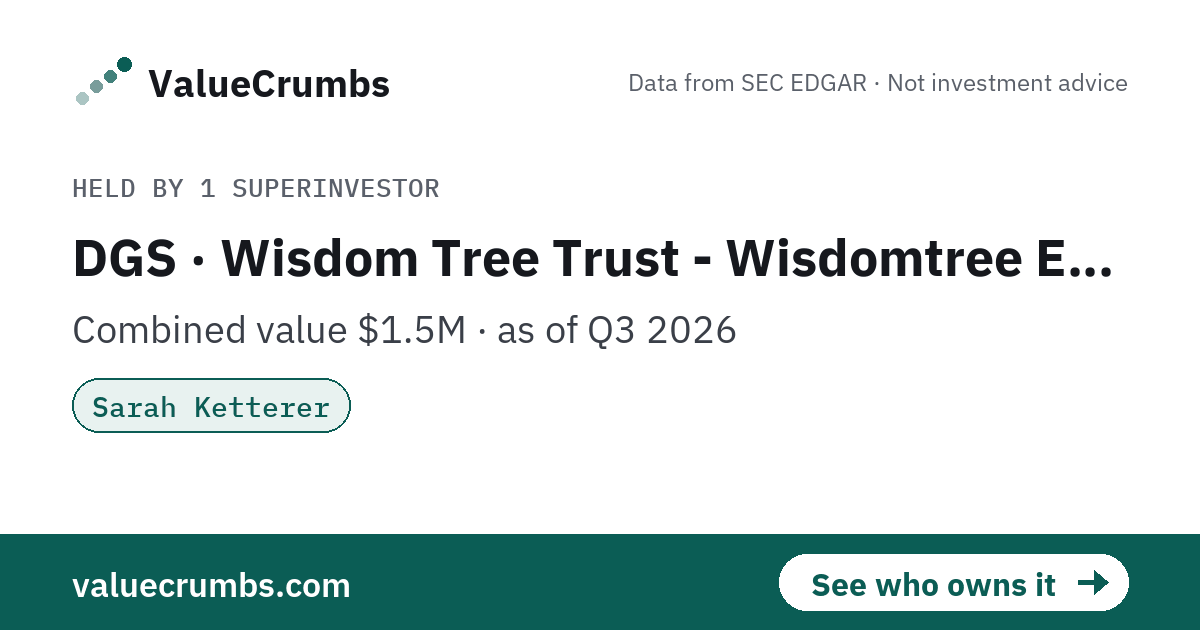 ValueCrumbs
Data from SEC EDGAR · Not investment advice
HELD BY 1 SUPERINVESTOR
DGS · Wisdom Tree Trust - Wisdomtree E...
Combined value $1.5M · as of Q3 2026
Sarah Ketterer
valuecrumbs.com
See who owns it